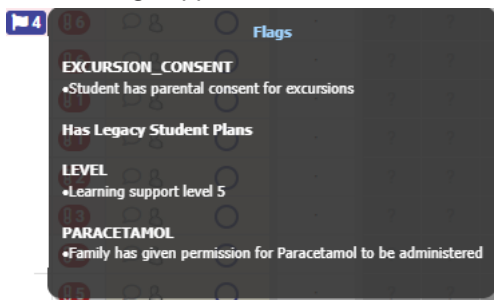 4
6
Flags
EXCURSION_CONSENT
•Student has parental consent for excursions
Has Legacy Student Plans
LEVEL
•Learning support level 5
PARACETAMOL
•Family has given permission for Paracetamol to be administered